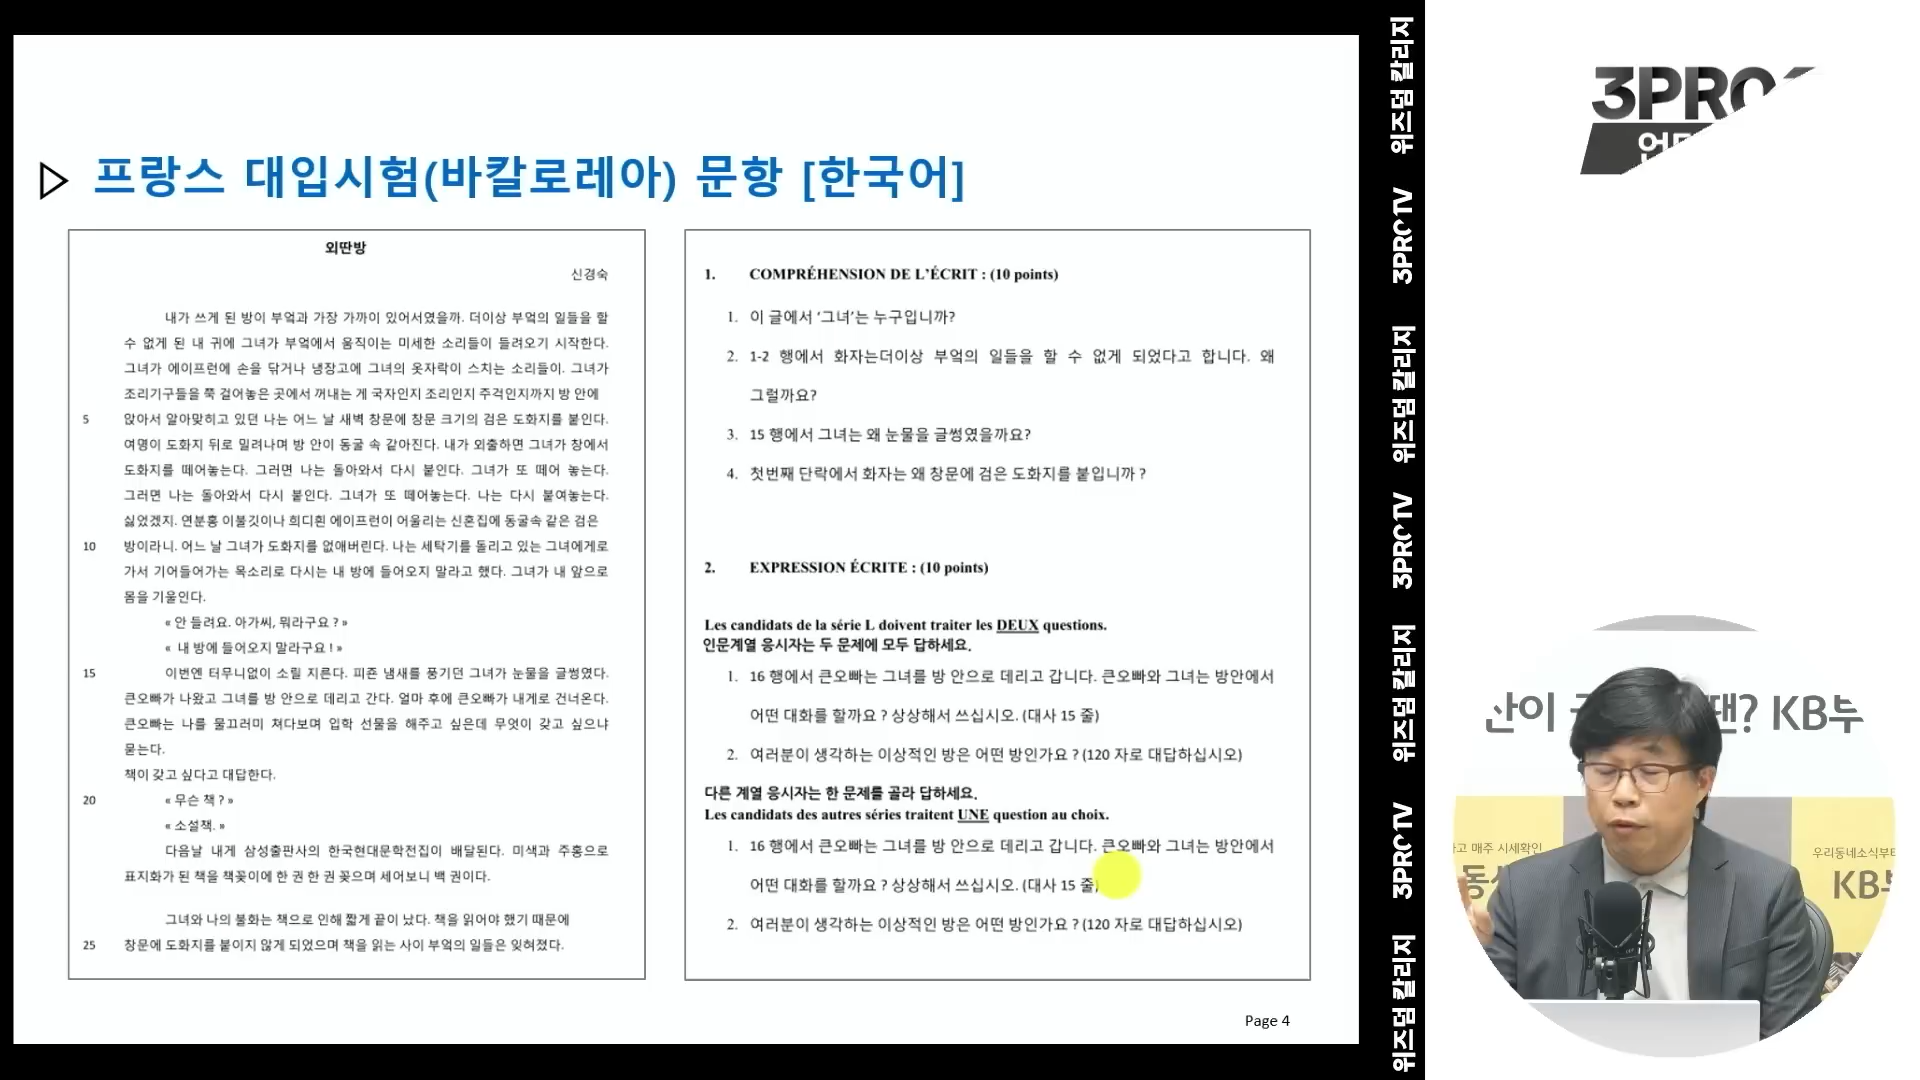 프랑스 대입시험(바칼로레아) 문항 [한국어]
외딴방
신경숙
내가 쓰게 된 방이 부엌과 가장 가까이 있어서였을까. 더이상 부엌의 일들을 할
수 없게 된 내 귀에 그녀가 부엌에서 움직이는 미세한 소리들이 들려오기 시작한다.
그녀가 에이프런에 손을 닦거나 냉장고에 그녀의 옷자락이 스치는 소리들이. 그녀가
조리기구들을 쭉 걸어놓은 곳에서 꺼내는 게 국자인지 조리인지 주걱인지까지 방 안에
5 앉아서 알아맞히고 있던 나는 어느 날 새벽 창문에 창문 크기의 검은 도화지를 붙인다.
여명이 도화지 뒤로 밀려나며 방 안이 동굴 속 같아진다. 내가 외출하면 그녀가 창에서
도화지를 떼어놓는다. 그러면 나는 돌아와서 다시 붙인다. 그녀가 또 떼어 놓는다.
그러면 나는 돌아와서 다시 붙인다. 그녀가 또 떼어놓는다. 나는 다시 붙여놓는다.
싫었겠지. 연분홍 이불깃이나 희디흰 에이프런이 어울리는 신혼집에 동굴속 같은 검은
10 방이라니. 어느 날 그녀가 도화지를 없애버린다. 나는 세탁기를 돌리고 있는 그녀에게로
가서 기어들어가는 목소리로 다시는 내 방에 들어오지 말라고 했다. 그녀가 내 앞으로
몸을 기울인다.
« 안 들려요. 아가씨, 뭐라구요 ? »
« 내 방에 들어오지 말라구요 ! »
15 이번엔 터무니없이 소릴 지른다. 피죤 냄새를 풍기던 그녀가 눈물을 글썽였다.
큰오빠가 나왔고 그녀를 방 안으로 데리고 간다. 얼마 후에 큰오빠가 내게로 건너온다.
큰오빠는 나를 물끄러미 쳐다보며 입학 선물을 해주고 싶은데 무엇이 갖고 싶으냐
묻는다.
책이 갖고 싶다고 대답한다.
20 « 무슨 책 ? »
« 소설책. »
다음날 내게 삼성출판사의 한국현대문학전집이 배달된다. 미색과 주홍으로
표지화가 된 책을 책꽂이에 한 권 한 권 꽂으며 세어보니 백 권이다.
그녀와 나의 불화는 책으로 인해 짧게 끝이 났다. 책을 읽어야 했기 때문에
25 창문에 도화지를 붙이지 않게 되었으며 책을 읽는 사이 부엌의 일들은 잊혀졌다.
1. COMPRÉHENSION DE L'ÉCRIT : (10 points)
1. 이 글에서 ‘그녀’는 누구입니까?
2. 1-2 행에서 화자는더이상 부엌의 일들을 할 수 없게 되었다고 합니다. 왜
그럴까요?
3. 15 행에서 그녀는 왜 눈물을 글썽였을까요?
4. 첫번째 단락에서 화자는 왜 창문에 검은 도화지를 붙입니까 ?
2. EXPRESSION ÉCRITE : (10 points)
Les candidats de la série L doivent traiter les DEUX questions.
인문계열 응시자는 두 문제에 모두 답하세요.
1. 16 행에서 큰오빠는 그녀를 방 안으로 데리고 갑니다. 큰오빠와 그녀는 방안에서
어떤 대화를 할까요 ? 상상해서 쓰십시오. (대사 15 줄)
2. 여러분이 생각하는 이상적인 방은 어떤 방인가요 ? (120 자로 대답하십시오)
다른 계열 응시자는 한 문제를 골라 답하세요.
Les candidats des autres séries traitent UNE question au choix.
1. 16 행에서 큰오빠는 그녀를 방 안으로 데리고 갑니다. 큰오빠와 그녀는 방안에서
어떤 대화를 할까요 ? 상상해서 쓰십시오. (대사 15 줄)
2. 여러분이 생각하는 이상적인 방은 어떤 방인가요 ? (120 자로 대답하십시오)
Page 4
위즈덤 칼리지
3PROTV
위즈덤 칼리지
3PROTV
위즈덤 칼리지
3PROTV
위즈덤 칼리지
3PRO
KB부
매주 시세확인
우리동네소식부터
KB